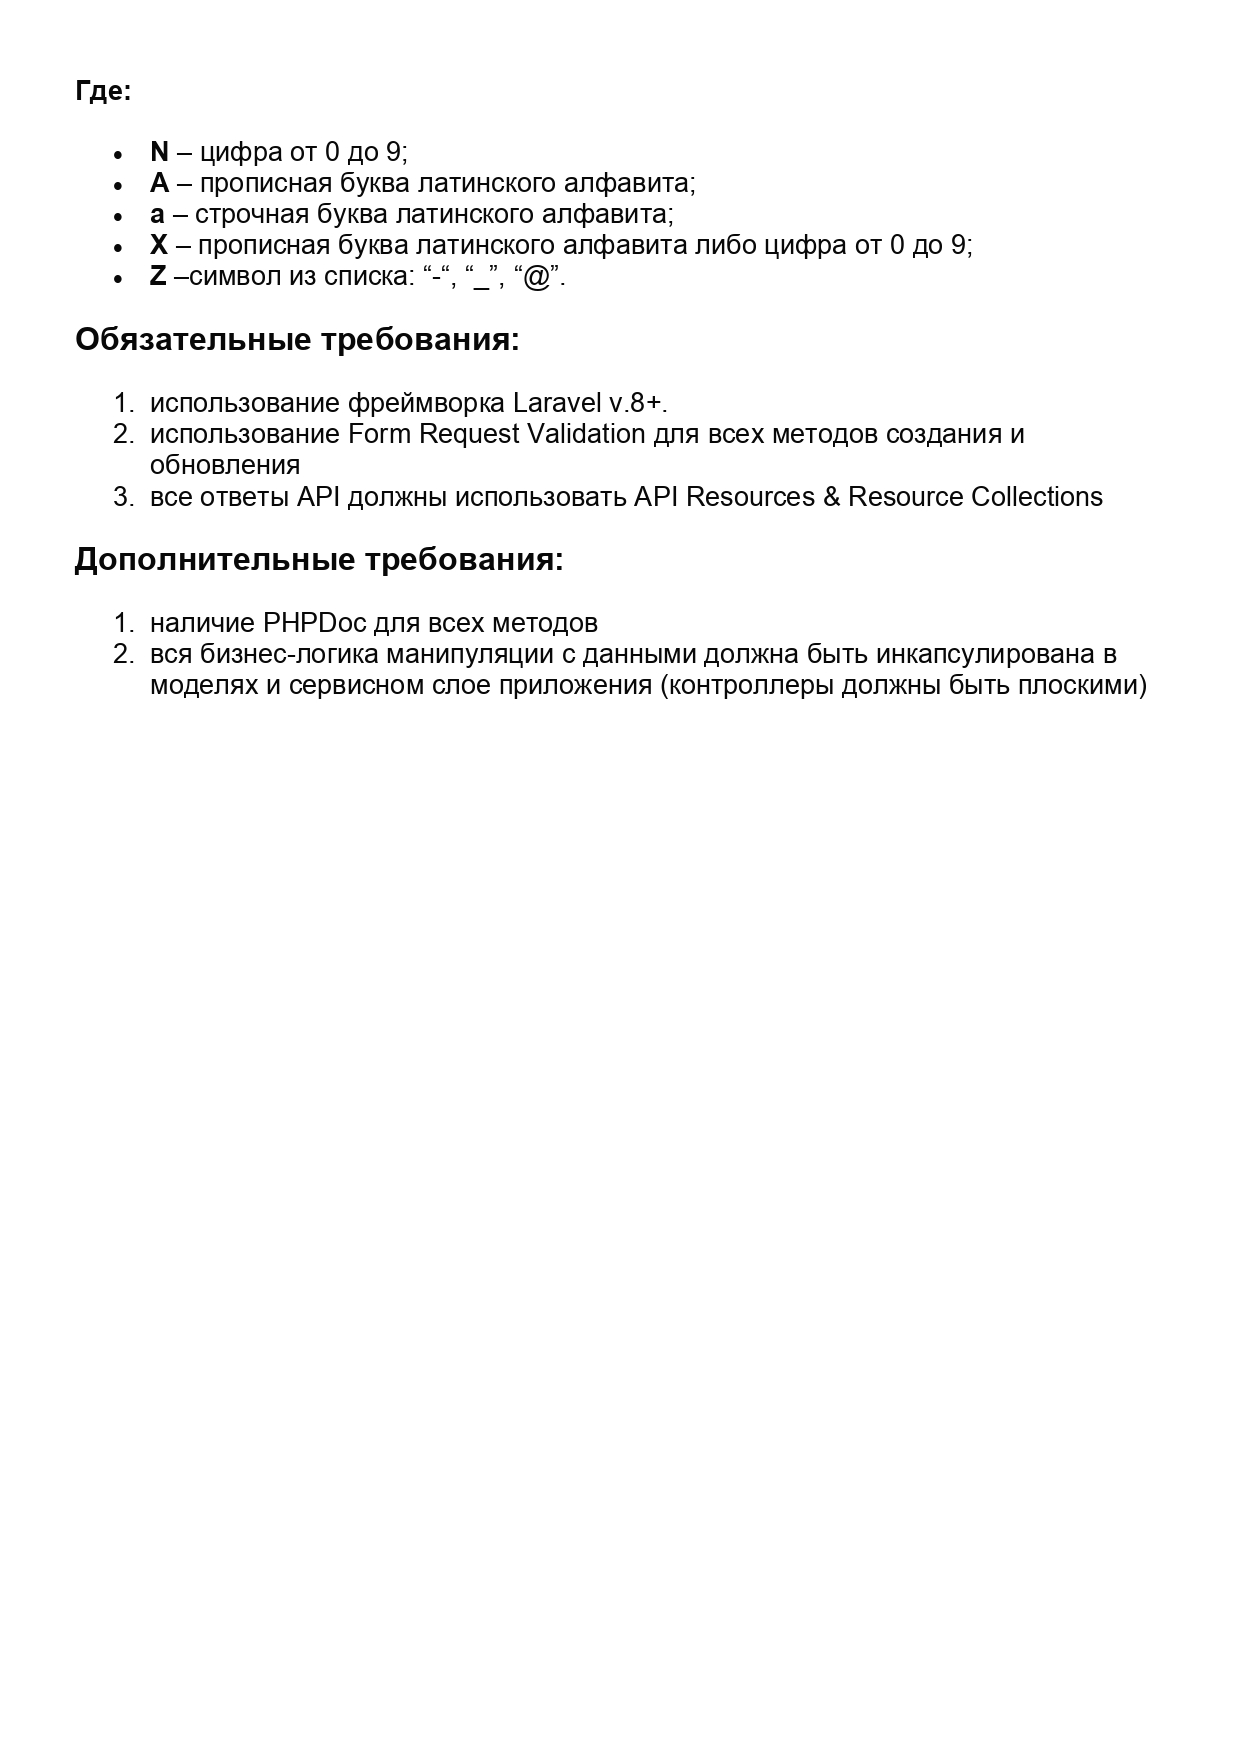 Где:
• N – цифра от 0 до 9;
• A – прописная буква латинского алфавита;
• a – строчная буква латинского алфавита;
• X – прописная буква латинского алфавита либо цифра от 0 до 9;
• Z –символ из списка: “-“, “_”, “@”.
Обязательные требования:
1. использование фреймворка Laravel v.8+.
2. использование Form Request Validation для всех методов создания и
обновления
3. все ответы API должны использовать API Resources & Resource Collections
Дополнительные требования:
1. наличие PHPDoc для всех методов
2. вся бизнес-логика манипуляции с данными должна быть инкапсулирована в
моделях и сервисном слое приложения (контроллеры должны быть плоскими)